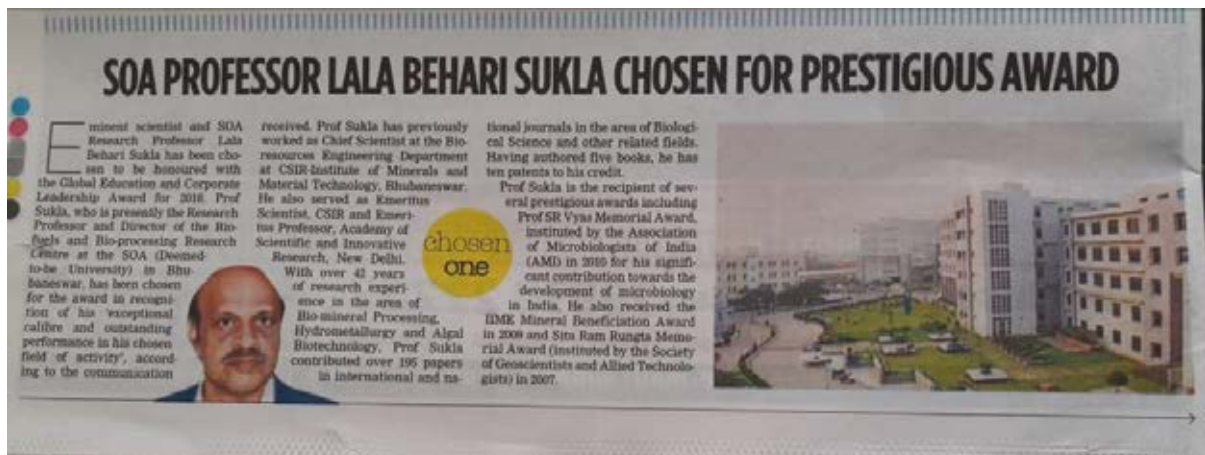 SOA PROFESSOR LALA BEHARI SUKLA CHOSEN FOR PRESTIGIOUS AWARD
Eminent scientist and SOA
Research Professor Lala
Behari Sukla has been cho-
sen to be honoured with
the Global Education and Corporate
Leadership Award for 2018. Prof
Sukla, who is presently the Research
Professor and Director of the Bio-
fuels and Bio-processing Research
Centre at the SOA (Deemed-
to-be University) in Bhu-
baneswar, has been chosen
for the award in recogni-
tion of his 'exceptional
calibre and outstanding
performance in his chosen
field of activity', accord-
ing to the communication
received. Prof Sukla has previously
worked as Chief Scientist at the Bio-
resources Engineering Department
at CSIR-Institute of Minerals and
Material Technology, Bhubaneswar.
He also served as Emeritus
Scientist, CSIR and Emeri-
tus Professor, Academy of
Scientific and Innovative
Research, New Delhi.
With over 42 years
of research experi-
ence in the area of
Bio-mineral Processing,
Hydrometallurgy and Algal
Biotechnology, Prof Sukla
contributed over 195 papers
in international and na-
chosen
one
tional journals in the area of Biologi-
cal Science and other related fields.
Having authored five books, he has
ten patents to his credit.
Prof Sukla is the recipient of sev-
eral prestigious awards including
Prof SR Vyas Memorial Award,
instituted by the Association
of Microbiologists of India
(AMI) in 2010 for his signifi-
cant contribution towards the
development of microbiology
in India. He also received the
IIME Mineral Beneficiation Award
in 2009 and Sita Ram Rungta Memo-
rial Award (instituted by the Society
of Geoscientists and Allied Technolo-
gists) in 2007.